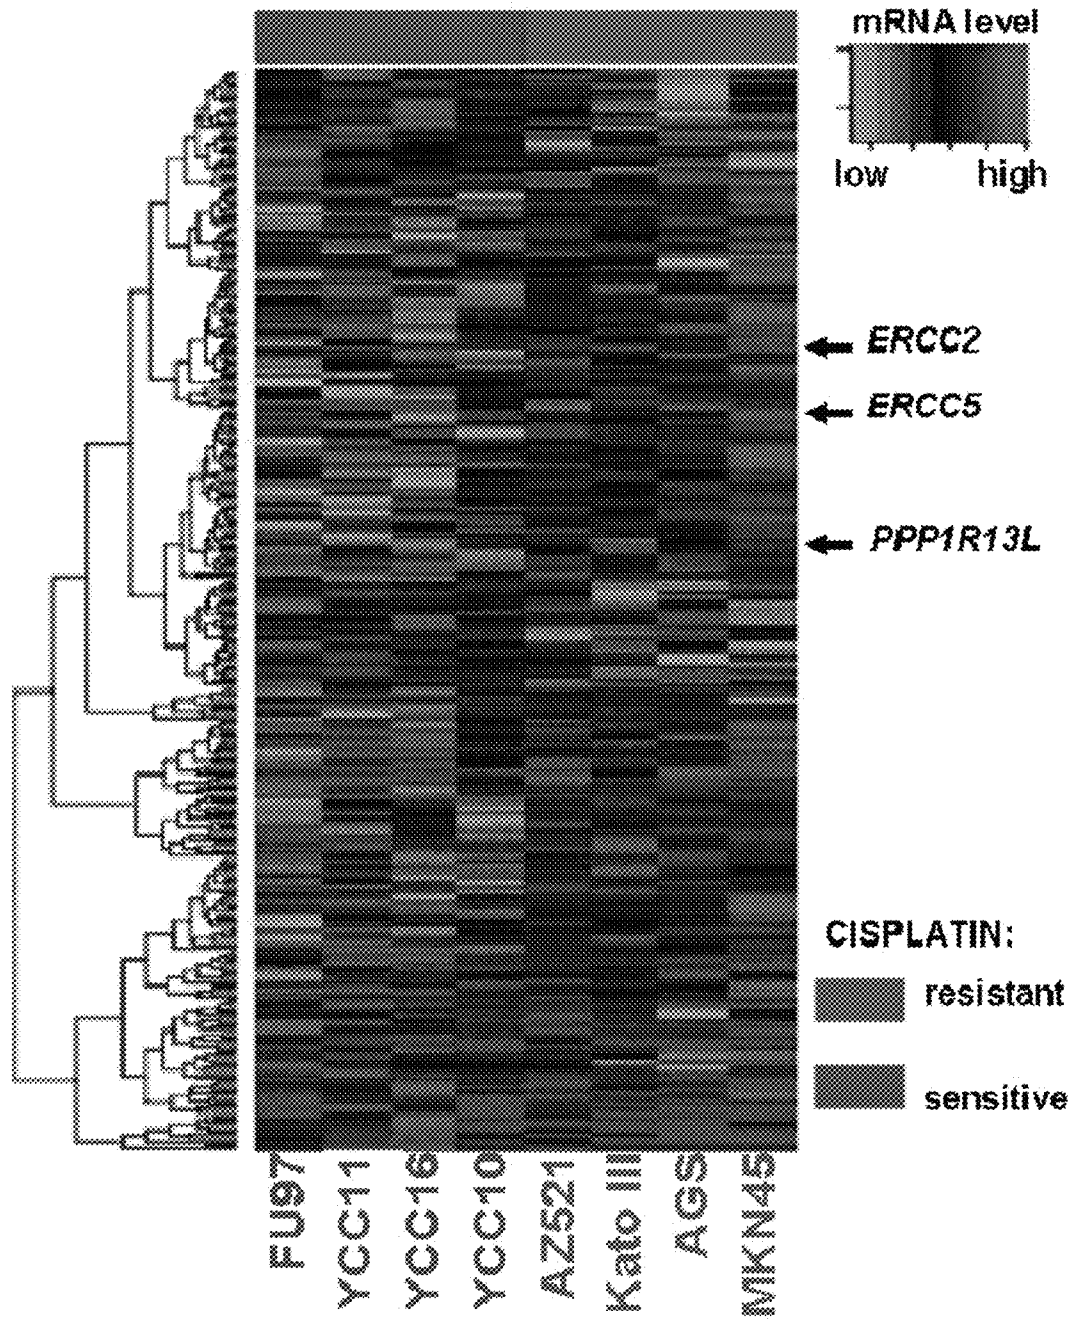 mRNA level
low high
ERCC2
ERCC5
PPP1R13L
CISPLATIN:
resistant
sensitive
FU97
YCC11
YCC16
YCC10
AZ521
Kato III
AGS
MKN45